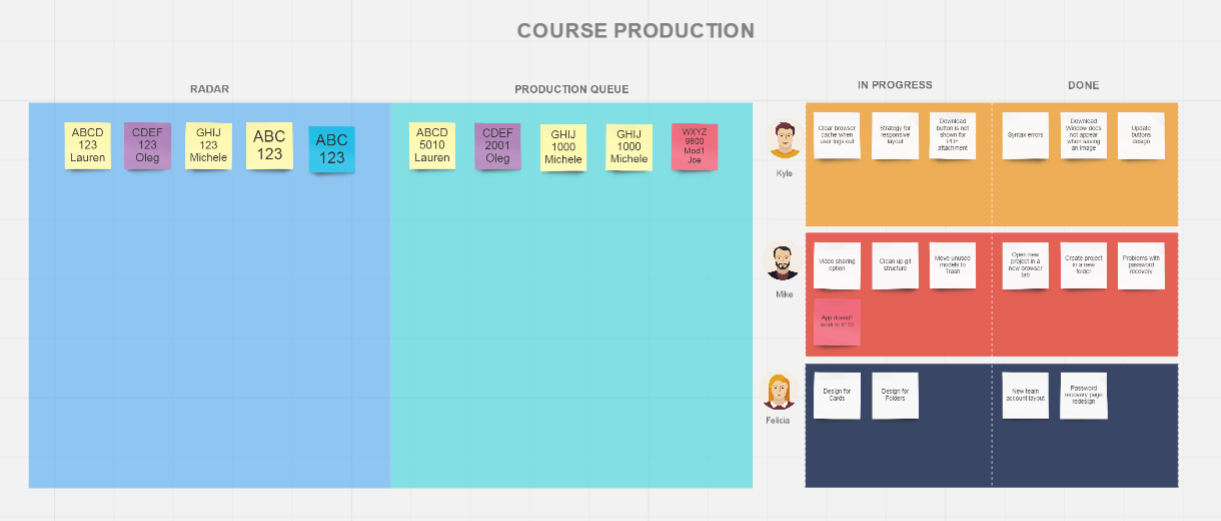 COURSE PRODUCTION
RADAR
PRODUCTION QUEUE
IN PROGRESS
DONE
ABCD
123
Lauren
CDEF
123
Oleg
GHIJ
123
Michele
ABC
123
ABC
123
ABCD
5010
Lauren
CDEF
2001
Oleg
GHIJ
1000
Michele
GHIJ
1000
Michele
WXYZ
9800
Mod1
Joe
Kyle
Clear browser
cache when
user logs out
Strategy for
responsive
layout
Download
button is not
shown for
PDF
attachment
Syntax errors
Download
Window does
not appear
when saving
an image
Update
buttons
design
Mike
Video sharing
option
Clean up git
structure
Move unused
models to
Trash
Open new
project in a
new browser
tab
Create project
in a new
folder
Problems with
password
recovery
App doesn't
work in
Felicia
Design for
Cards
Design for
Folders
New team
account layout
Password
recovery page
redesign